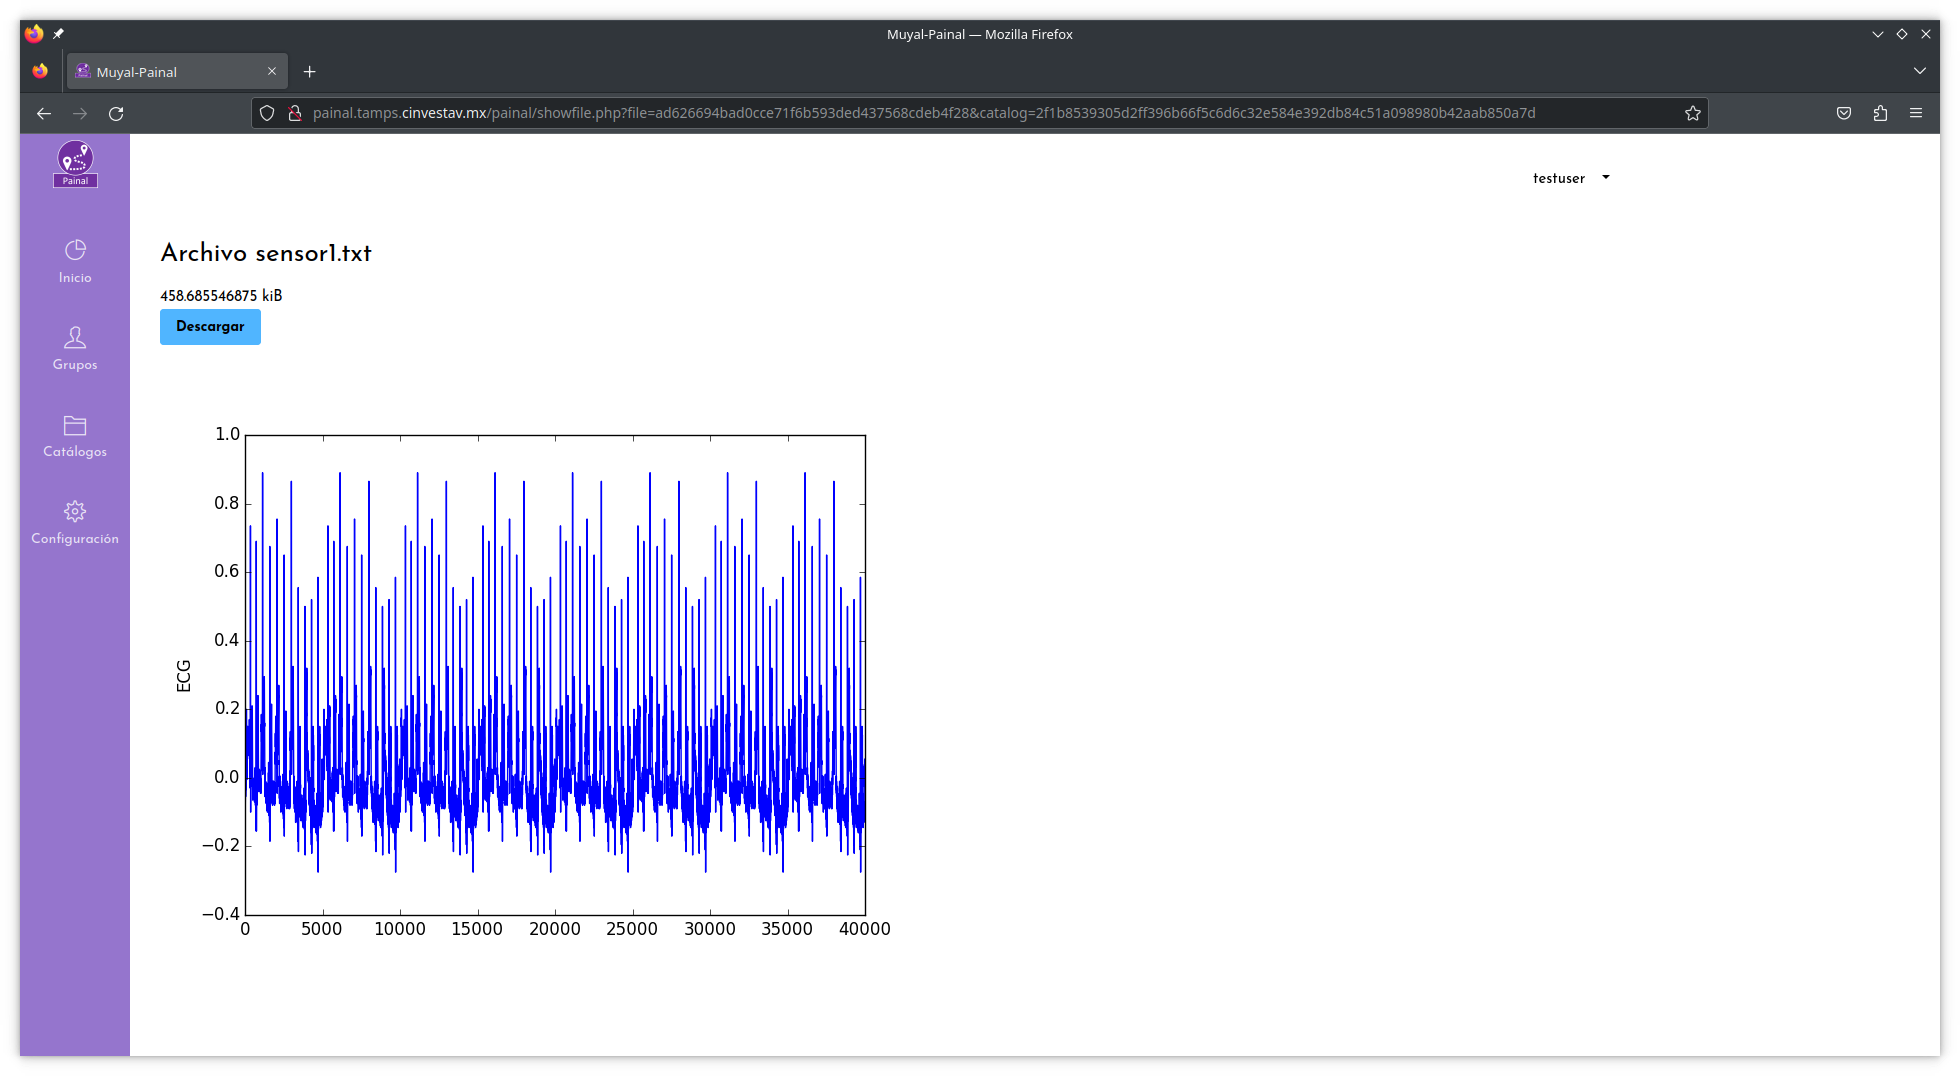 Muyal-Painal — Mozilla Firefox
Muyal-Painal
painal.tamps.cinvestav.mx/painal/showfile.php?file=ad626694bad0cce71f6b593ded437568cdeb4f28&catalog=2f1b8539305d2ff396b66f5c6d6c32e584e392db84c51a098980b42aab850a7d
Painal
testuser
Inicio
Grupos
Catálogos
Configuración
Archivo sensor1.txt
458.685546875 kiB
Descargar
1.0
0.8
0.6
0.4
0.2
0.0
−0.2
−0.4
ECG
0 5000 10000 15000 20000 25000 30000 35000 40000